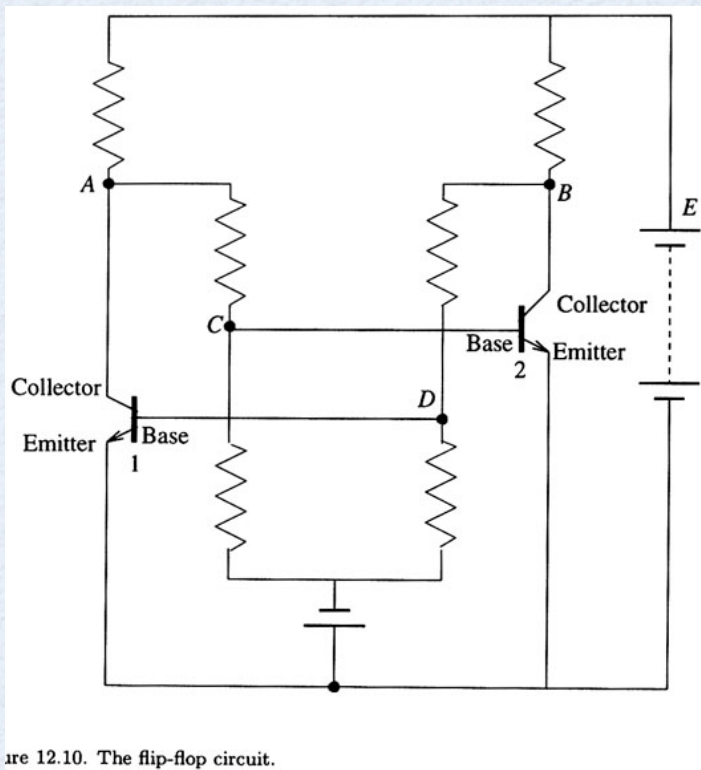 A
B
E
Collector
C
Base
Emitter
2
Collector
D
Emitter
Base
1
ure 12.10. The flip-flop circuit.